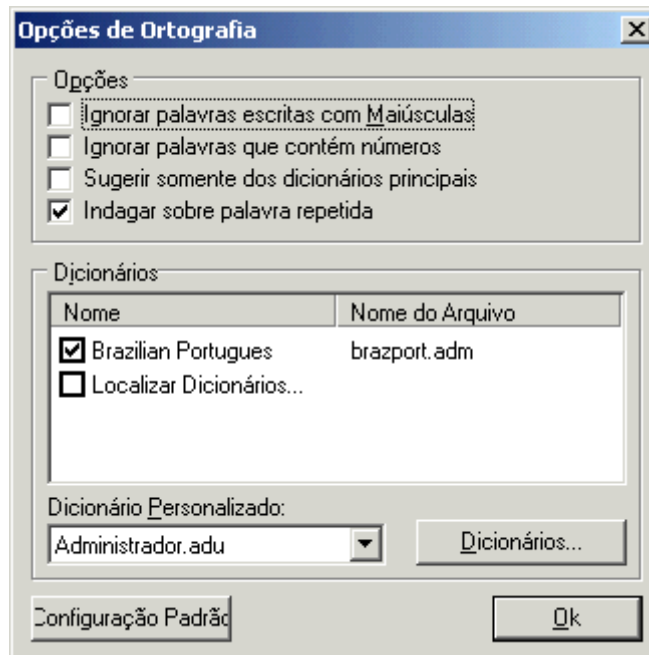 Opções de Ortografia
Opções
Ignorar palavras escritas com Maiúsculas
Ignorar palavras que contém números
Sugerir somente dos dicionários principais
Indagar sobre palavra repetida
Dicionários
Nome Nome do Arquivo
Brazilian Portugues brazport.adm
Localizar Dicionários...
Dicionário Personalizado:
Administrador.adu Dicionários...
Configuração Padrão Ok